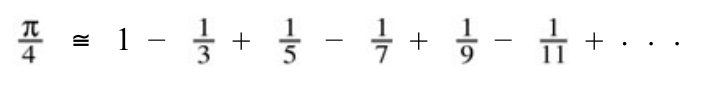 π/4 ≅ 1 − 1/3 + 1/5 − 1/7 + 1/9 − 1/11 + · · ·